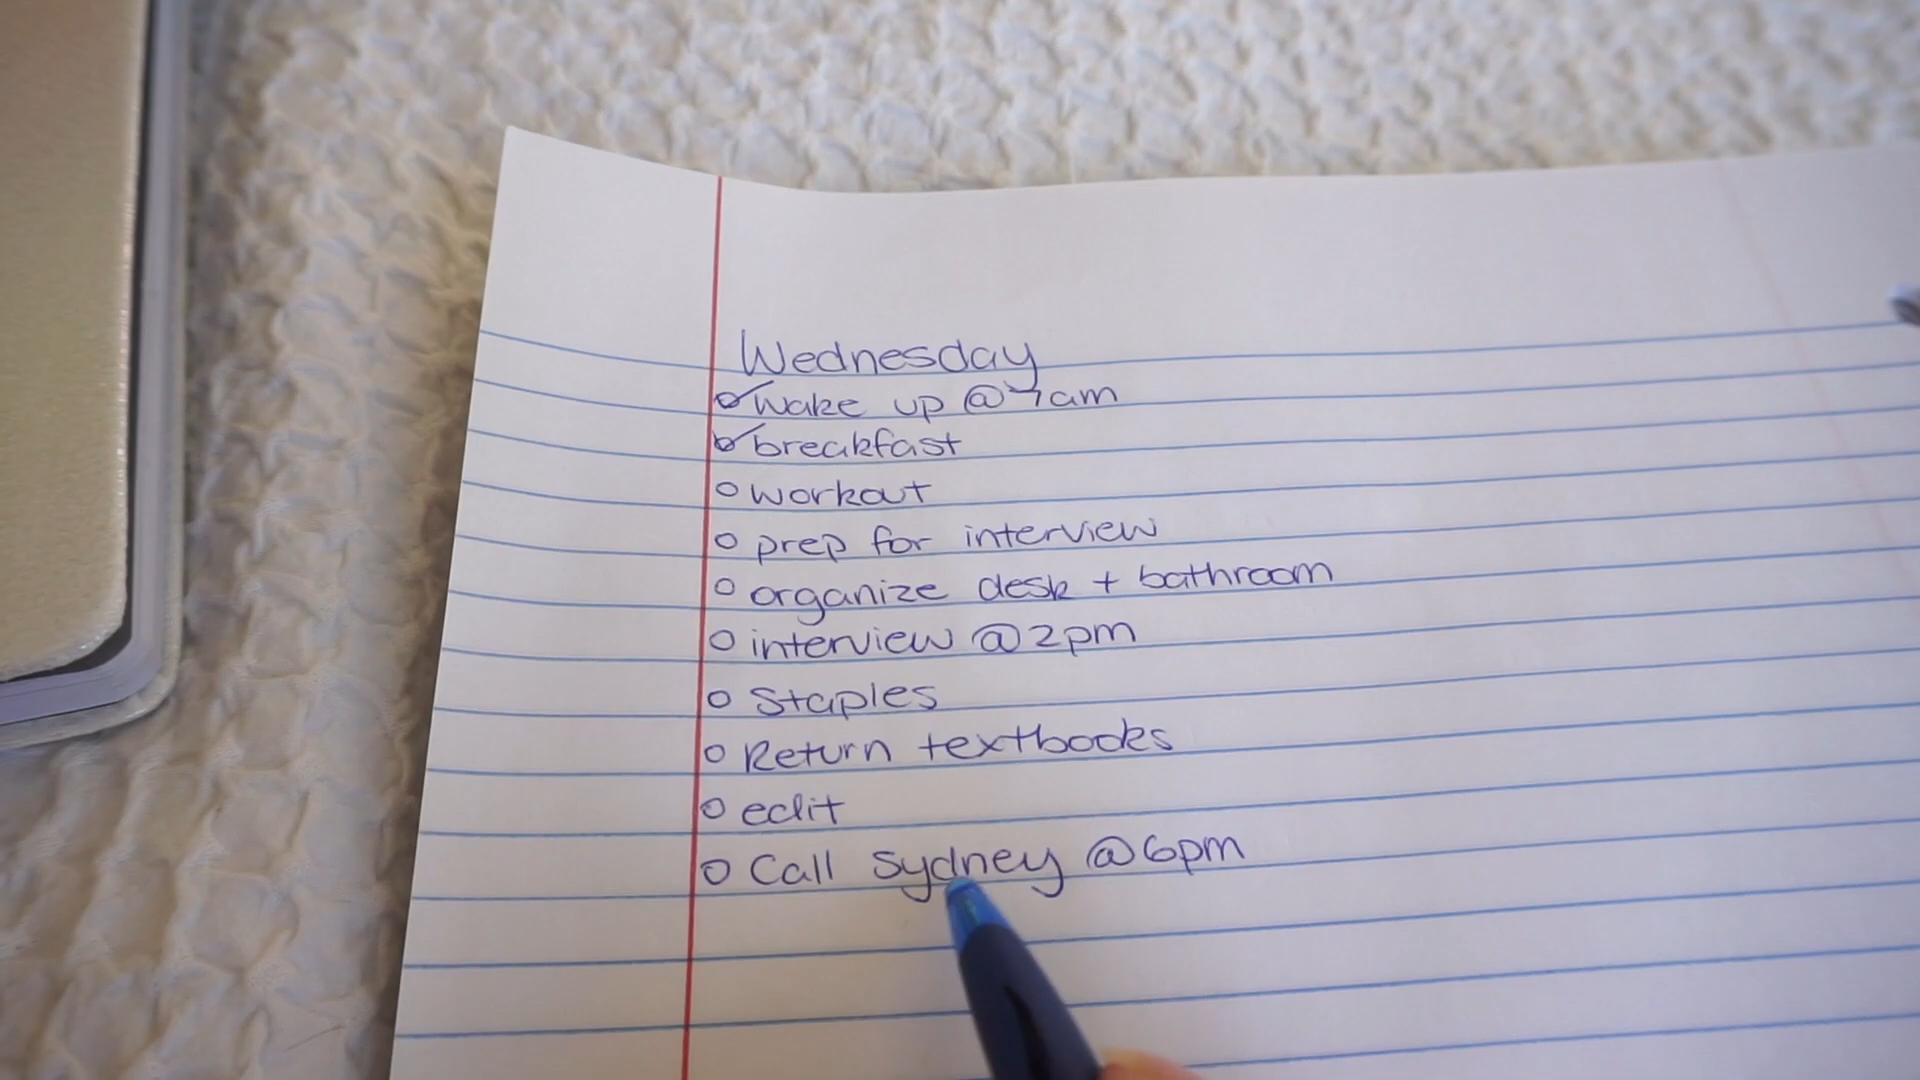 Wednesday
wake up @ 7am
breakfast
workout
prep for interview
organize desk + bathroom
interview @ 2pm
Staples
Return textbooks
edit
Call Sydney @ 6pm